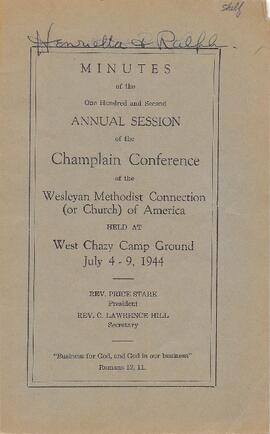 Shelf
Henrietta & Ralph.
MINUTES
of the
One Hundred and Second
ANNUAL SESSION
of the
Champlain Conference
of the
Wesleyan Methodist Connection
(or Church) of America
HELD AT
West Chazy Camp Ground
July 4 - 9, 1944
REV. PRICE STARK
President
REV. C. LAWRENCE HILL
Secretary
"Business for God, and God in our business"
Romans 12, 11.